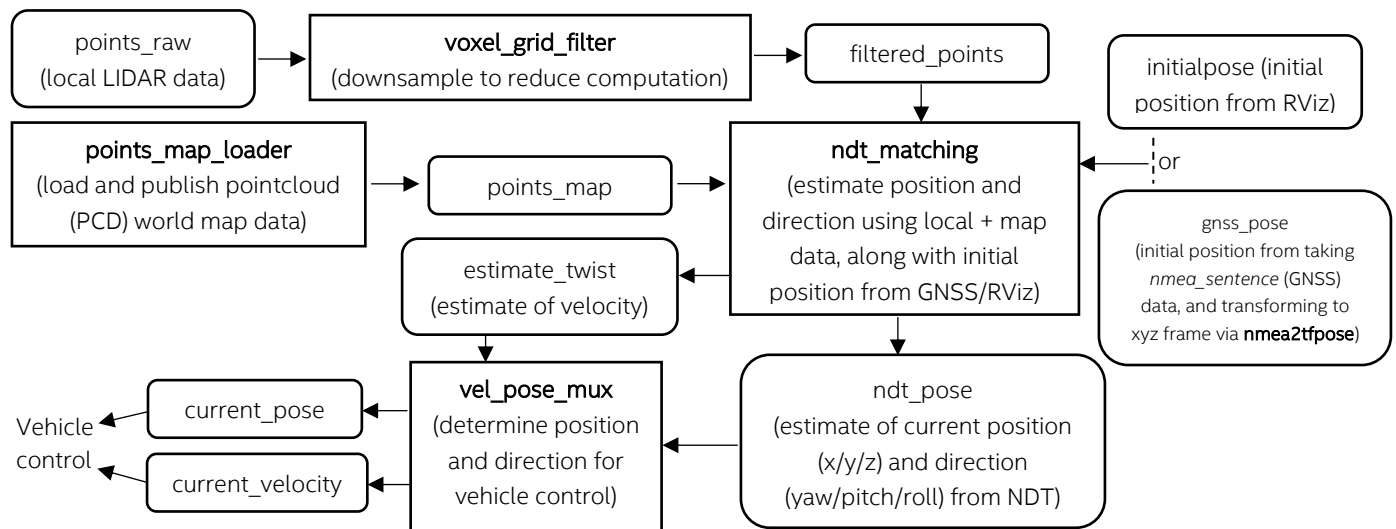 points_raw
(local LIDAR data)
voxel_grid_filter
(downsample to reduce computation)
filtered_points
initialpose (initial
position from RViz)
or
points_map_loader
(load and publish pointcloud
(PCD) world map data)
points_map
ndt_matching
(estimate position and
direction using local + map
data, along with initial
position from GNSS/RViz)
gnss_pose
(initial position from taking
nmea_sentence (GNSS)
data, and transforming to
xyz frame via nmea2tfpose)
estimate_twist
(estimate of velocity)
vel_pose_mux
(determine position
and direction for
vehicle control)
ndt_pose
(estimate of current position
(x/y/z) and direction
(yaw/pitch/roll) from NDT)
current_pose
current_velocity
Vehicle
control